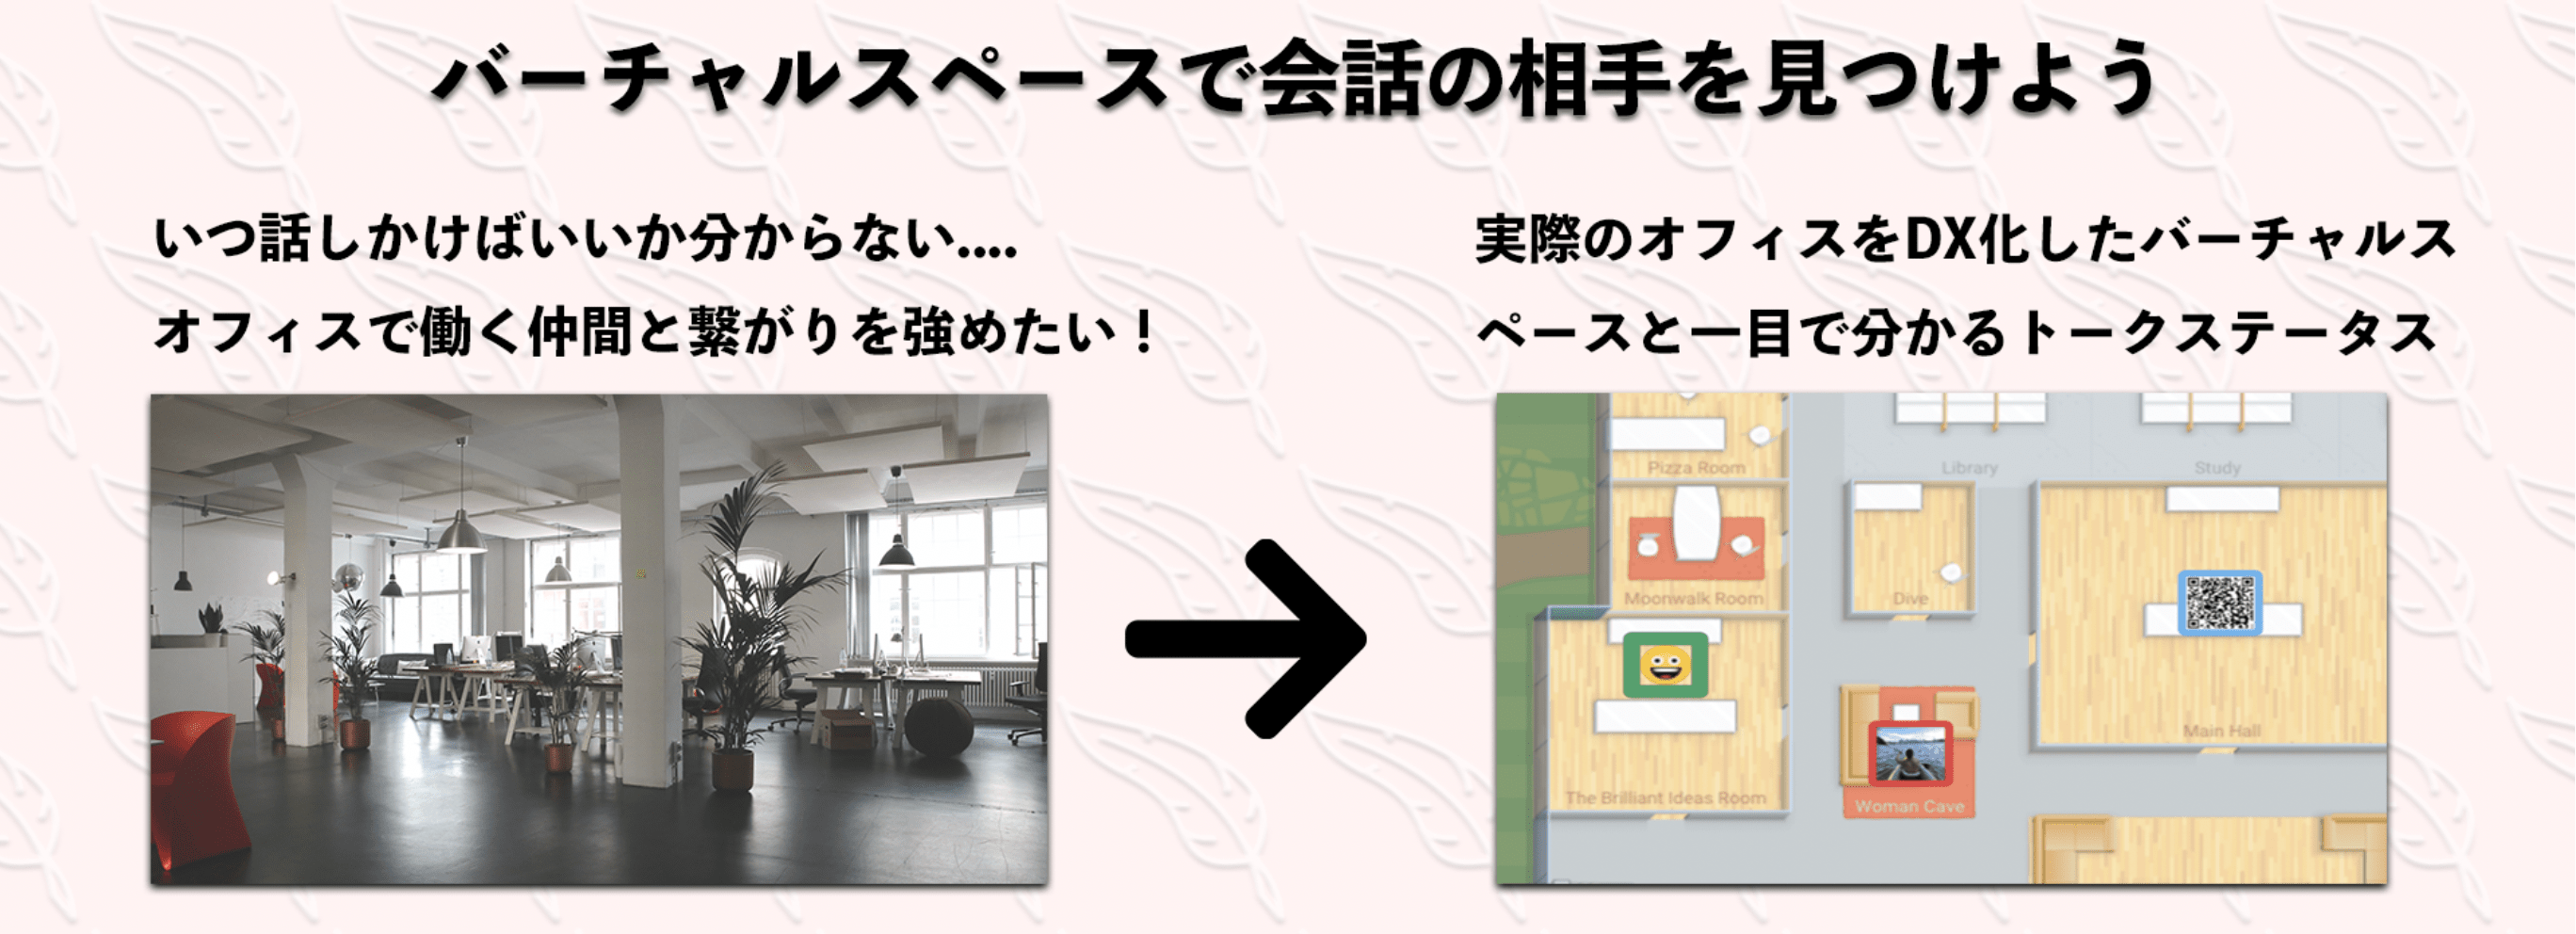 バーチャルスペースで会話の相手を見つけよう
いつ話しかけばいいか分からない....
オフィスで働く仲間と繋がりを強めたい！
実際のオフィスをDX化したバーチャルス
ペースと一目で分かるトークステータス
Pizza Room
Library
Study
Moonwalk Room
Dive
The Brilliant Ideas Room
Woman Cave
Main Hall